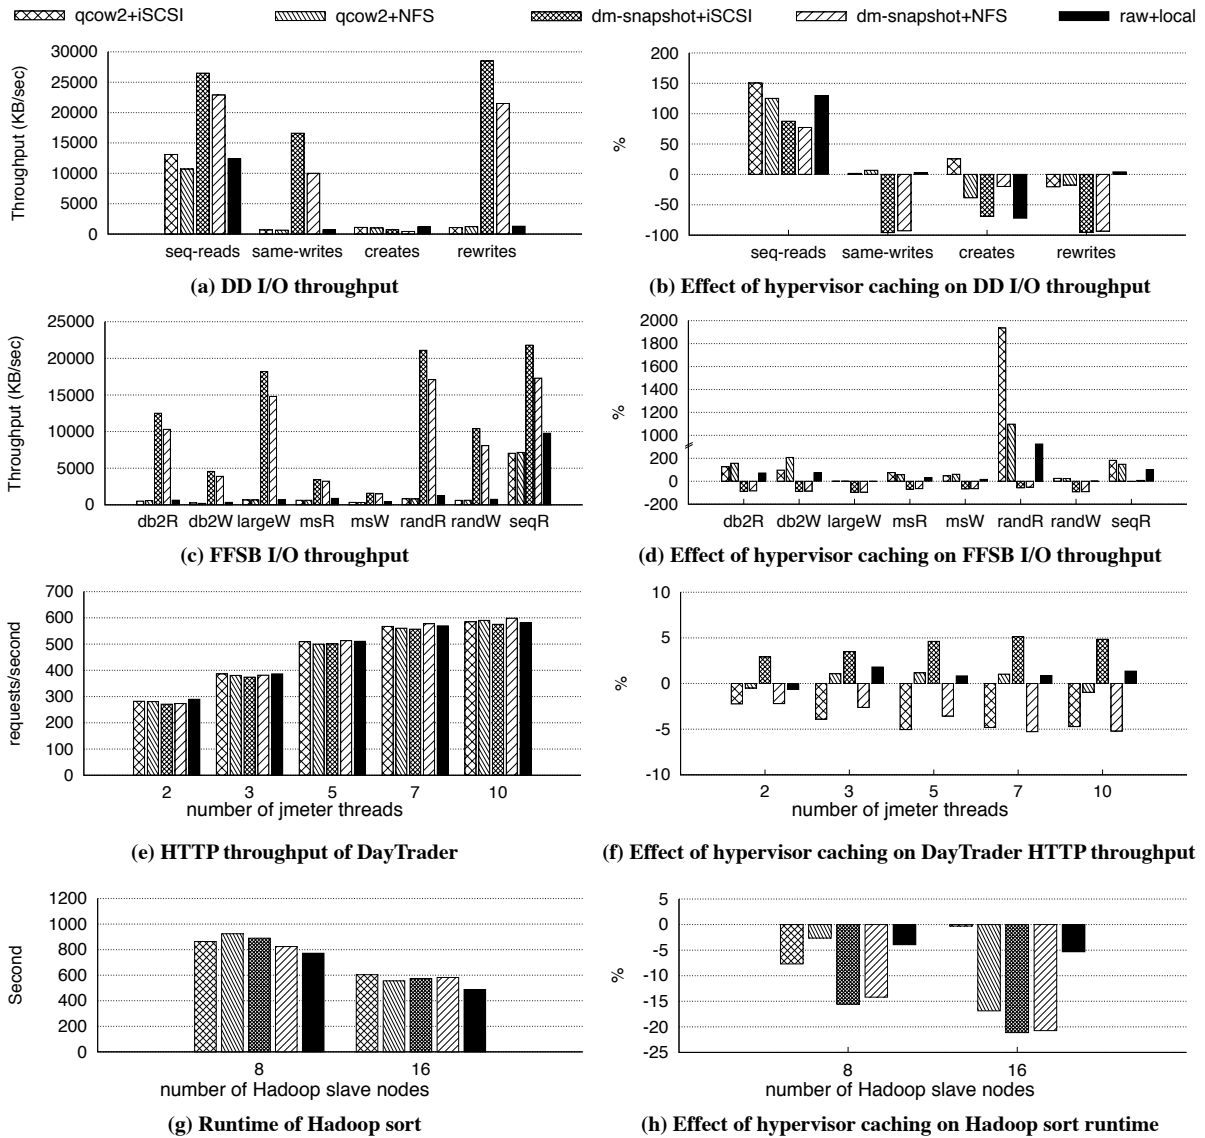 qcow2+iSCSI qcow2+NFS dm-snapshot+iSCSI dm-snapshot+NFS raw+local
30000
25000
20000
15000
10000
5000
0
Throughput (KB/sec)
seq-reads same-writes creates rewrites
(a) DD I/O throughput
200
150
100
50
0
-50
-100
%
seq-reads same-writes creates rewrites
(b) Effect of hypervisor caching on DD I/O throughput
25000
20000
15000
10000
5000
0
Throughput (KB/sec)
db2R db2W largeW msR msW randR randW seqR
(c) FFSB I/O throughput
2000
1800
1600
1400
1200
1000
200
0
-200
%
db2R db2W largeW msR msW randR randW seqR
(d) Effect of hypervisor caching on FFSB I/O throughput
700
600
500
400
300
200
100
0
requests/second
2 3 5 7 10
number of jmeter threads
(e) HTTP throughput of DayTrader
10
5
0
-5
-10
%
2 3 5 7 10
number of jmeter threads
(f) Effect of hypervisor caching on DayTrader HTTP throughput
1200
1000
800
600
400
200
0
Second
8 16
number of Hadoop slave nodes
(g) Runtime of Hadoop sort
5
0
-5
-10
-15
-20
-25
%
8 16
number of Hadoop slave nodes
(h) Effect of hypervisor caching on Hadoop sort runtime